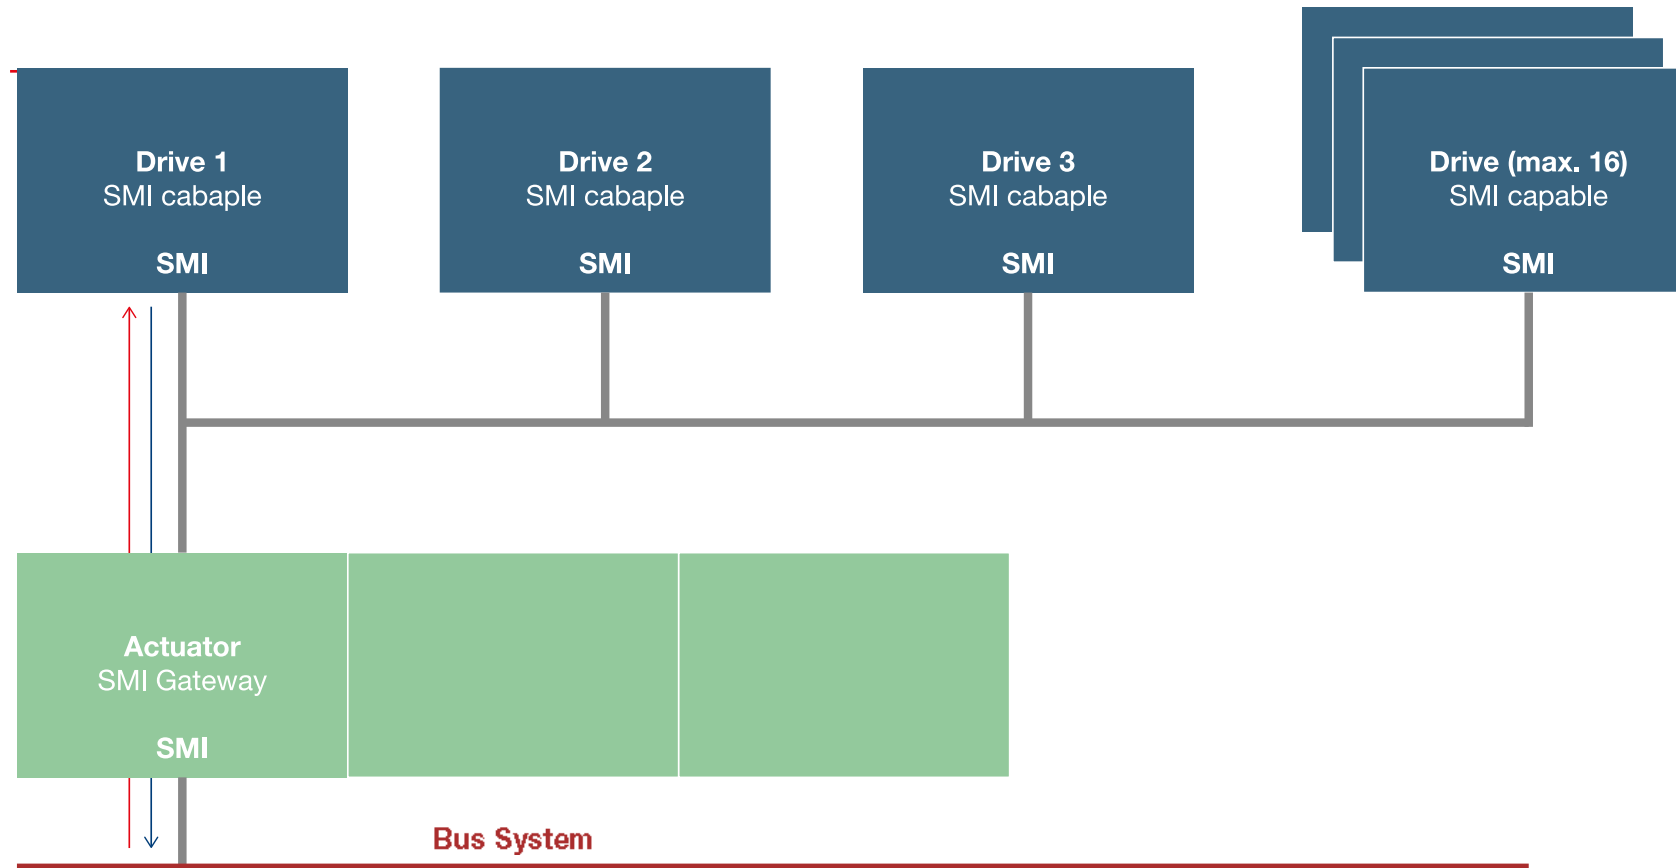 Drive 1
SMI cabaple
SMI
Drive 2
SMI cabaple
SMI
Drive 3
SMI cabaple
SMI
Drive (max. 16)
SMI capable
SMI
Actuator
SMI Gateway
SMI
Bus System